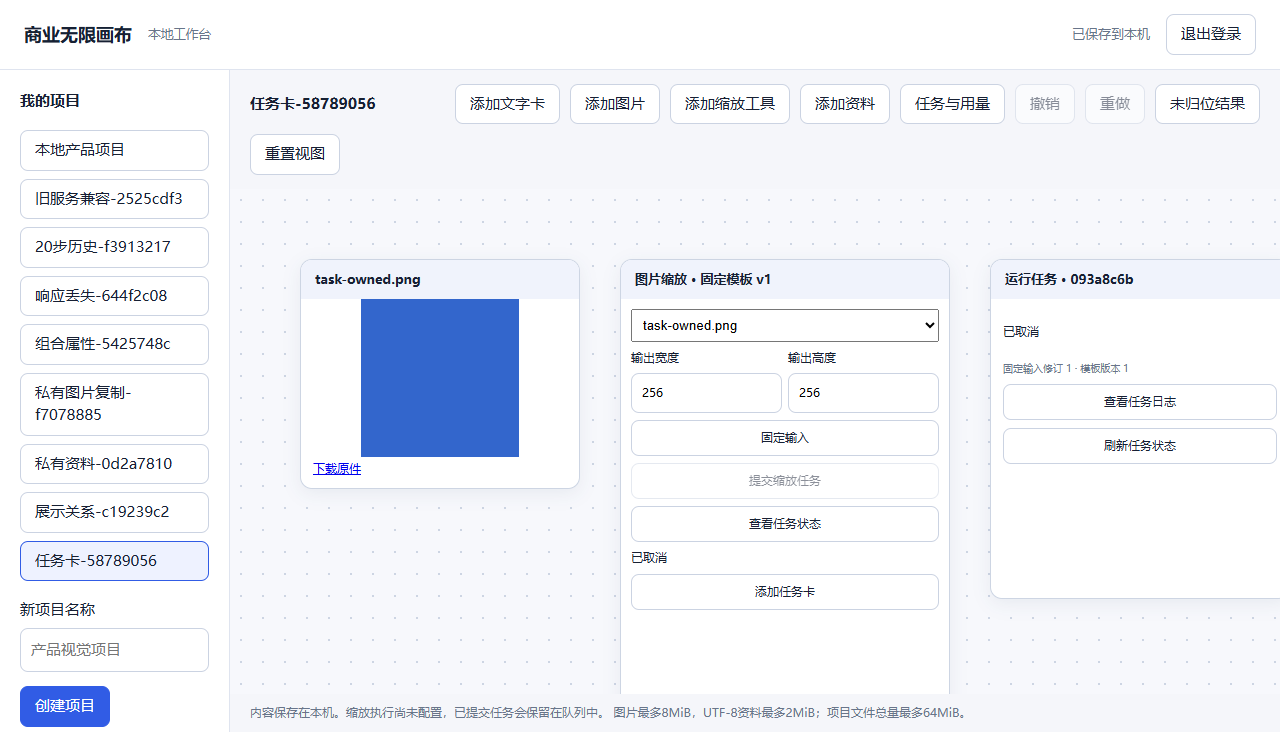 商业无限画布 本地工作台 已保存到本机 退出登录
我的项目
本地产品项目
旧服务兼容-2525cdf3
20步历史-f3913217
响应丢失-644f2c08
组合属性-5425748c
私有图片复制-
f7078885
私有资料-0d2a7810
展示关系-c19239c2
任务卡-58789056
新项目名称
产品视觉项目
创建项目
任务卡-58789056 添加文字卡 添加图片 添加缩放工具 添加资料 任务与用量 撤销 重做 未归位结果
重置视图
task-owned.png
下载原件
图片缩放 • 固定模板 v1
task-owned.png
输出宽度 输出高度
256 256
固定输入
提交缩放任务
查看任务状态
已取消
添加任务卡
运行任务 • 093a8c6b
已取消
固定输入修订 1 · 模板版本 1
查看任务日志
刷新任务状态
内容保存在本机。缩放执行尚未配置，已提交任务会保留在队列中。 图片最多8MiB，UTF-8资料最多2MiB；项目文件总量最多64MiB。